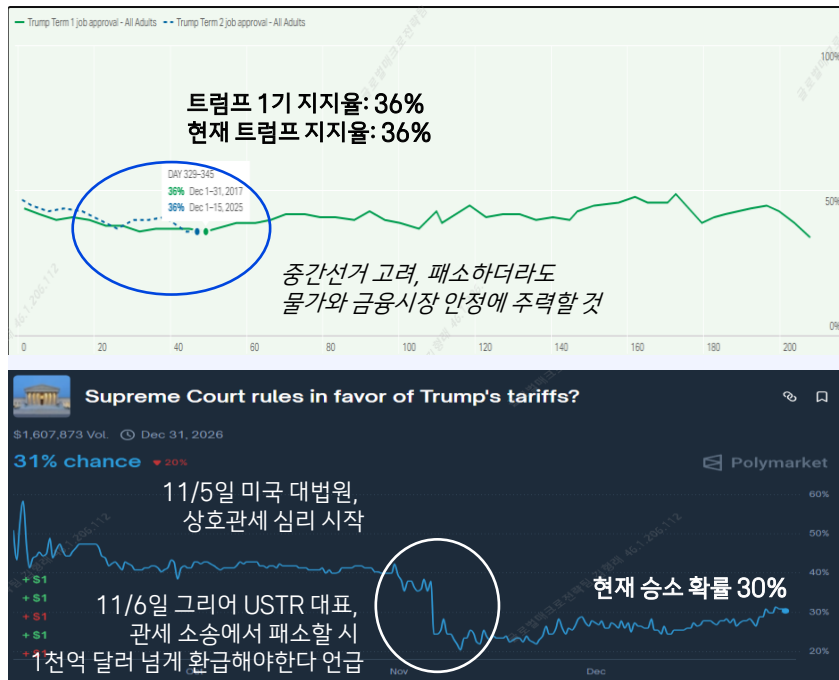 Trump Term 1 job approval - All Adults Trump Term 2 job approval - All Adults
100%
트럼프 1기 지지율: 36%
현재 트럼프 지지율: 36%
DAY 329–345
36% Dec 1–31, 2017
36% Dec 1–15, 2025
50%
중간선거 고려, 패소하더라도
물가와 금융시장 안정에 주력할 것
0%
0 20 40 60 80 100 120 140 160 180 200
Supreme Court rules in favor of Trump's tariffs?
$1,607,873 Vol. Dec 31, 2026
31% chance 20%
Polymarket
11/5일 미국 대법원,
상호관세 심리 시작
60%
50%
40%
30%
20%
+ $1
+ $1
+ $1
+ $1
+ $1
현재 승소 확률 30%
11/6일 그리어 USTR 대표,
관세 소송에서 패소할 시
1천억 달러 넘게 환급해야한다 언급
Oct Nov Dec
46.1.206.112